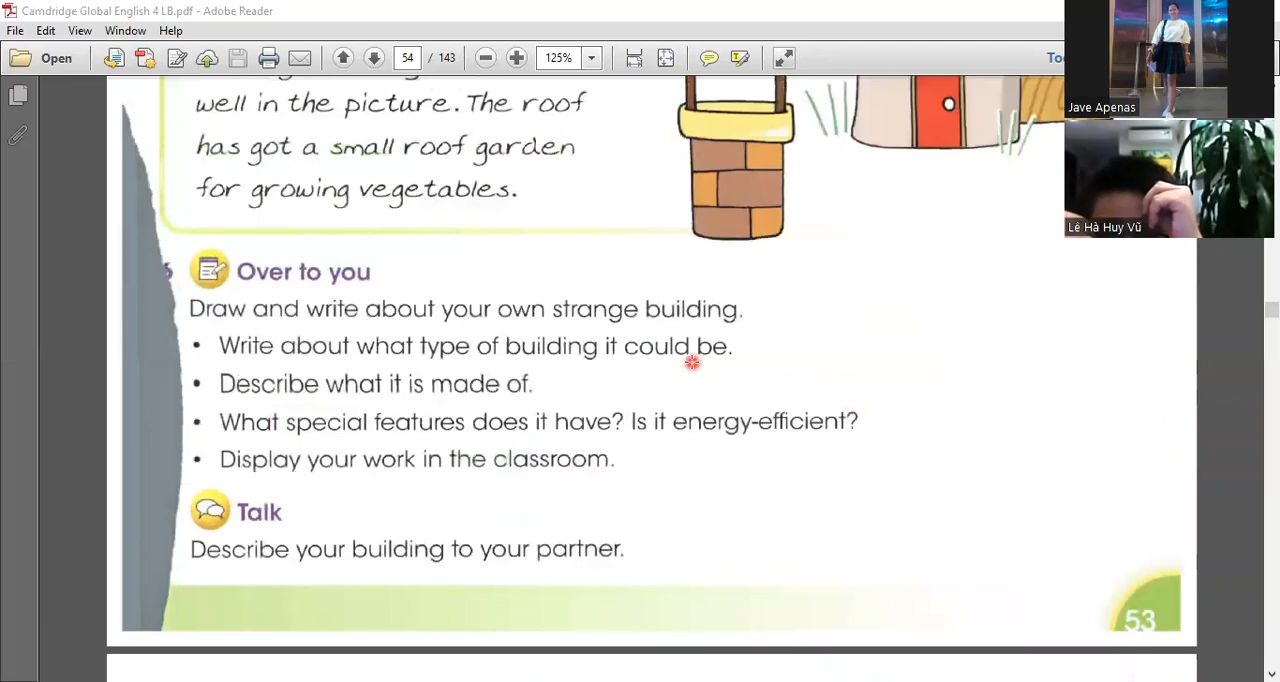 Camdridge Global English 4 LB.pdf - Adobe Reader
File Edit View Window Help
Open 54 / 143 125%
well in the picture. The roof
has got a small roof garden
for growing vegetables.
Over to you
Draw and write about your own strange building.
• Write about what type of building it could be.
• Describe what it is made of.
• What special features does it have? Is it energy-efficient?
• Display your work in the classroom.
Talk
Describe your building to your partner.
53
Jave Apenas
Lê Hà Huy Vũ